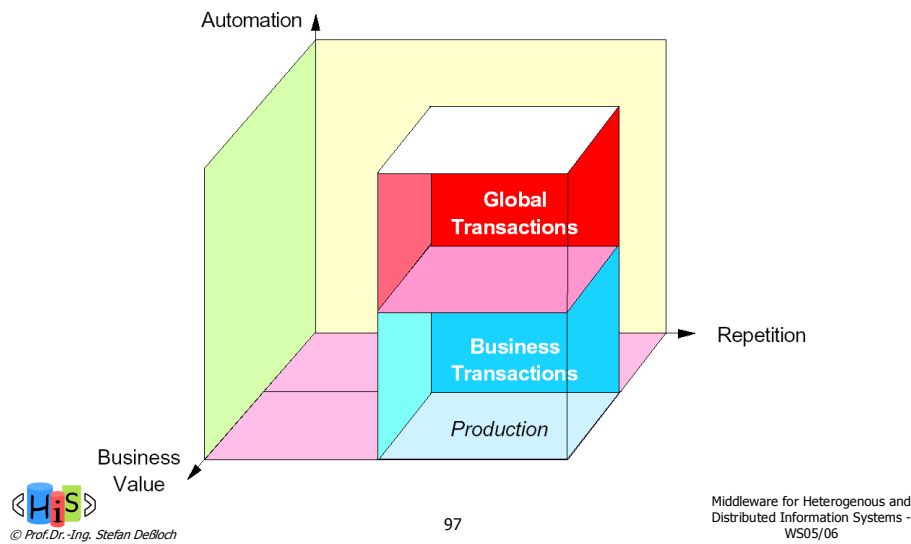 Automation
Global
Transactions
Repetition
Business
Transactions
Production
Business
Value
HiS
© Prof.Dr.-Ing. Stefan Deßloch
97
Middleware for Heterogenous and
Distributed Information Systems -
WS05/06